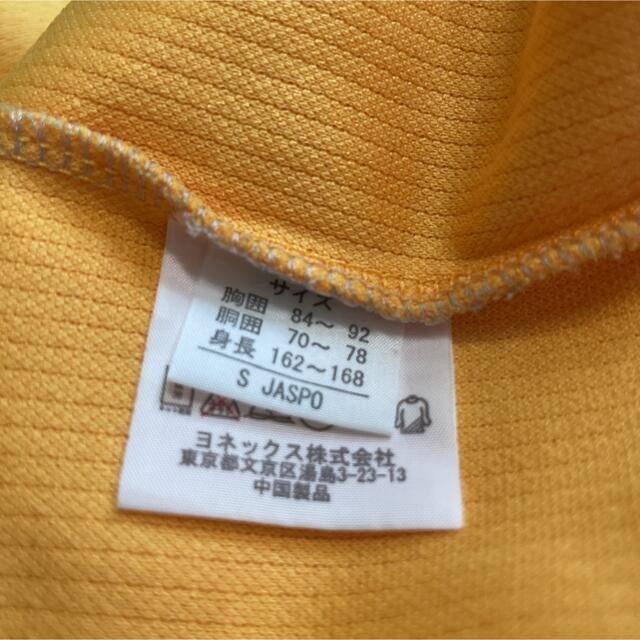 サイズ
胸囲 84～ 92
胴囲 70～ 78
身長 162～168
S JASPO
ヨネックス株式会社
東京都文京区湯島3-23-13
中国製品